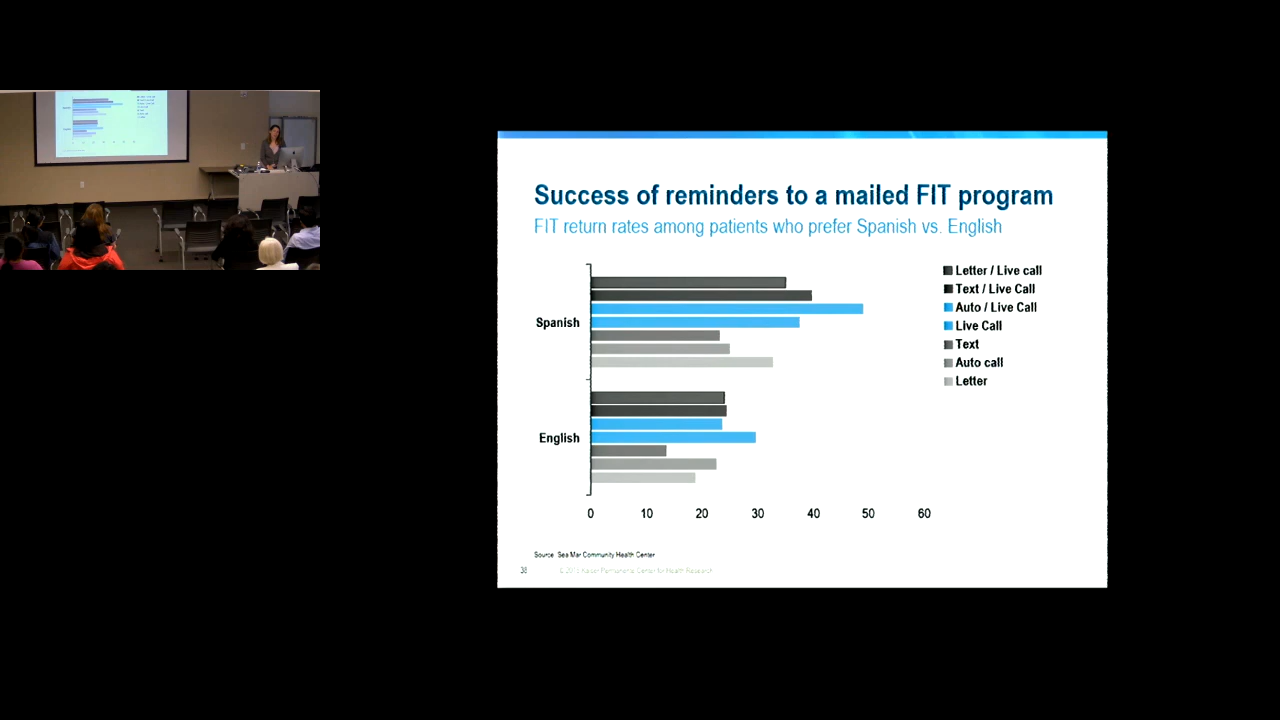 Success of reminders to a mailed FIT program
FIT return rates among patients who prefer Spanish vs. English
Letter / Live call
Text / Live Call
Auto / Live Call
Live Call
Text
Auto call
Letter
Spanish
English
0 10 20 30 40 50 60
Source: Sea Mar Community Health Center
38
Kaiser Permanente Center for Health Research